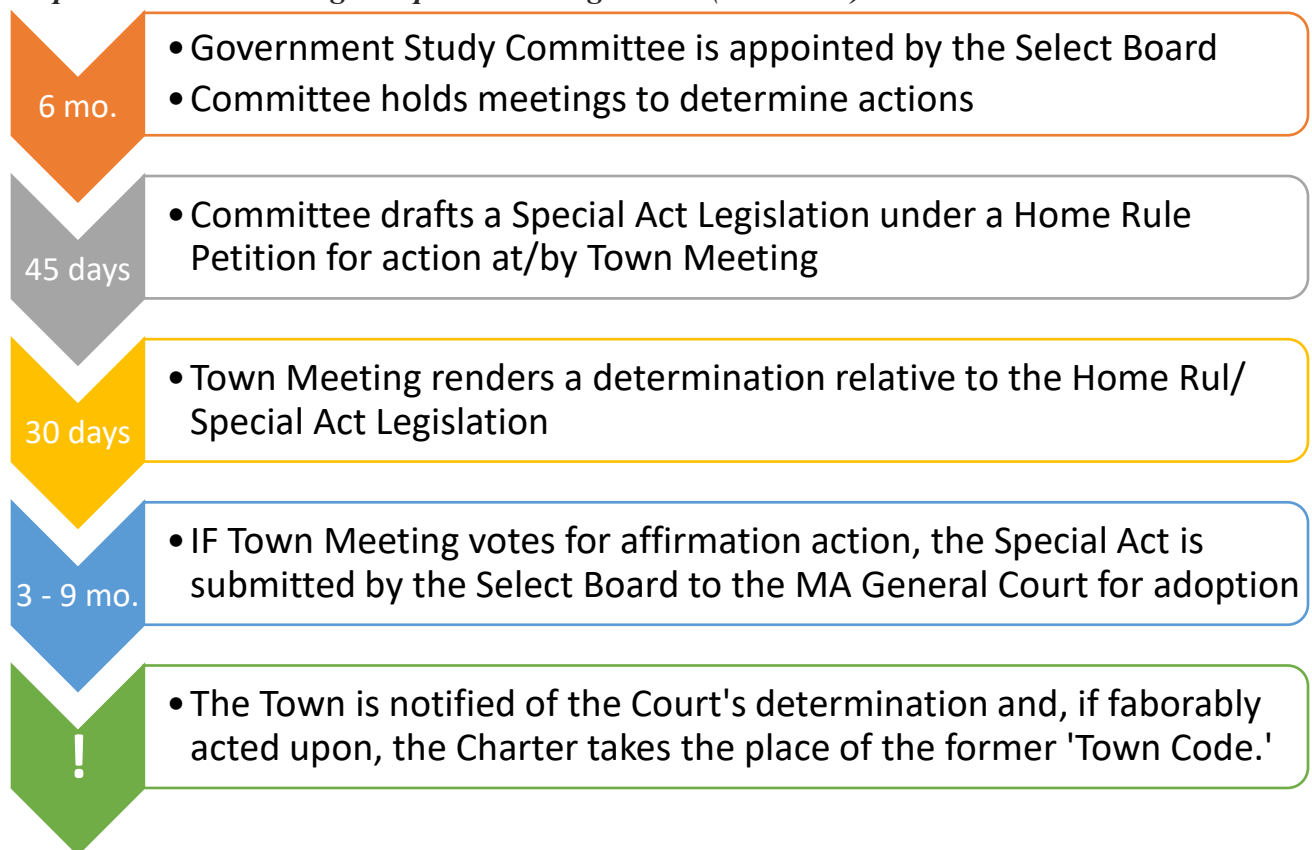 6 mo.
•Government Study Committee is appointed by the Select Board
•Committee holds meetings to determine actions
45 days
•Committee drafts a Special Act Legislation under a Home Rule
Petition for action at/by Town Meeting
30 days
•Town Meeting renders a determination relative to the Home Rul/
Special Act Legislation
3 - 9 mo.
•IF Town Meeting votes for affirmation action, the Special Act is
submitted by the Select Board to the MA General Court for adoption
!
•The Town is notified of the Court's determination and, if faborably
acted upon, the Charter takes the place of the former 'Town Code.'